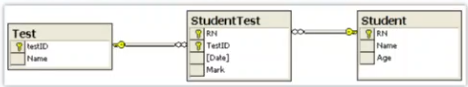 Test
testID
Name
StudentTest
RN
TestID
[Date]
Mark
Student
RN
Name
Age